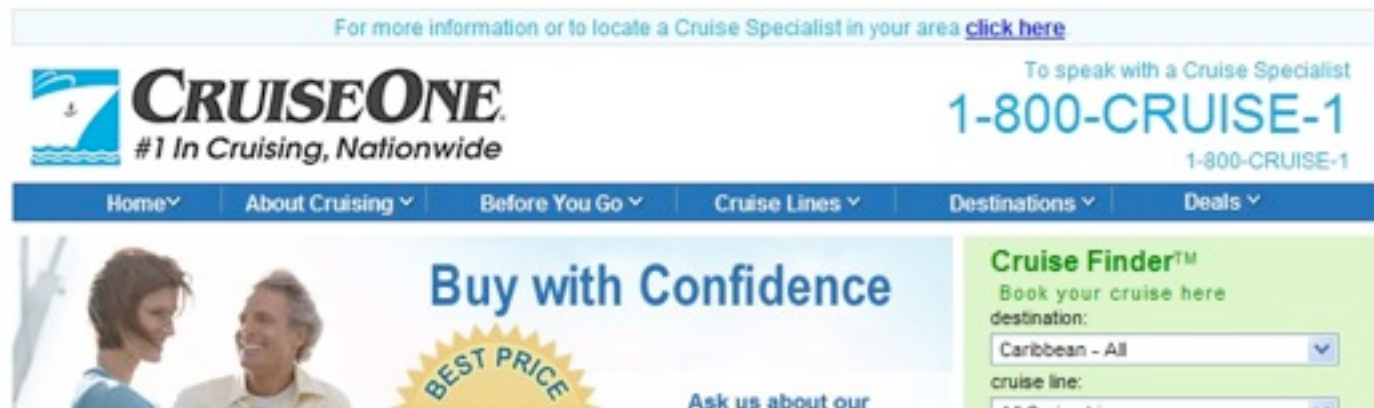 For more information or to locate a Cruise Specialist in your area click here.
CRUISEONE
#1 In Cruising, Nationwide
To speak with a Cruise Specialist
1-800-CRUISE-1
1-800-CRUISE-1
Home
About Cruising
Before You Go
Cruise Lines
Destinations
Deals
Buy with Confidence
BEST PRICE
Ask us about our
Cruise Finder™
Book your cruise here
destination:
Caribbean - All
cruise line: